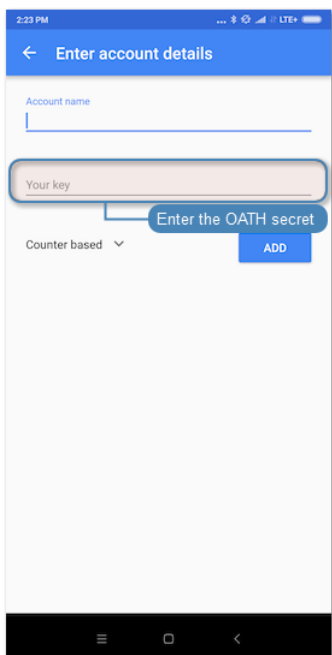 2:23 PM ... LTE+
Enter account details
Account name
Your key
Enter the OATH secret
Counter based
ADD